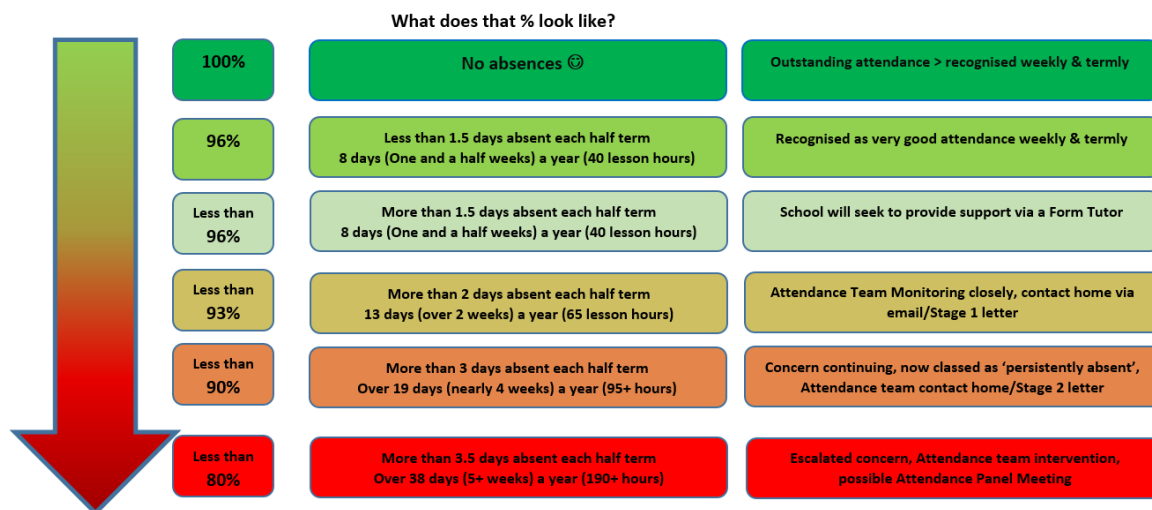 What does that % look like?
100%
No absences ☺
Outstanding attendance > recognised weekly & termly
96%
Less than 1.5 days absent each half term
8 days (One and a half weeks) a year (40 lesson hours)
Recognised as very good attendance weekly & termly
Less than
96%
More than 1.5 days absent each half term
8 days (One and a half weeks) a year (40 lesson hours)
School will seek to provide support via a Form Tutor
Less than
93%
More than 2 days absent each half term
13 days (over 2 weeks) a year (65 lesson hours)
Attendance Team Monitoring closely, contact home via
email/Stage 1 letter
Less than
90%
More than 3 days absent each half term
Over 19 days (nearly 4 weeks) a year (95+ hours)
Concern continuing, now classed as ‘persistently absent’,
Attendance team contact home/Stage 2 letter
Less than
80%
More than 3.5 days absent each half term
Over 38 days (5+ weeks) a year (190+ hours)
Escalated concern, Attendance team intervention,
possible Attendance Panel Meeting